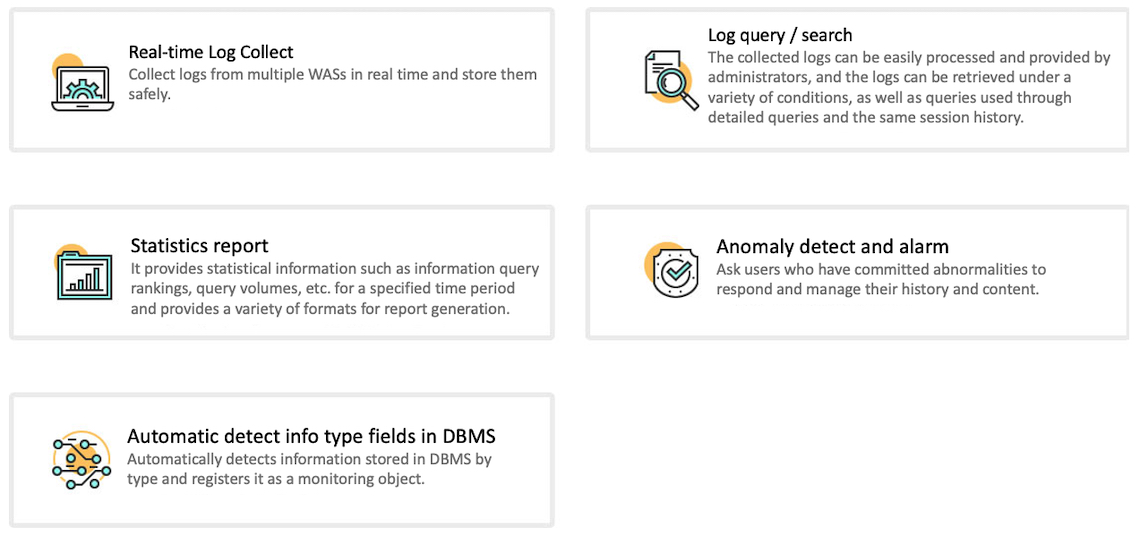 Real-time Log Collect
Collect logs from multiple WASs in real time and store them
safely.
Log query / search
The collected logs can be easily processed and provided by
administrators, and the logs can be retrieved under a
variety of conditions, as well as queries used through
detailed queries and the same session history.
Statistics report
It provides statistical information such as information query
rankings, query volumes, etc. for a specified time period
and provides a variety of formats for report generation.
Anomaly detect and alarm
Ask users who have committed abnormalities to
respond and manage their history and content.
Automatic detect info type fields in DBMS
Automatically detects information stored in DBMS by
type and registers it as a monitoring object.